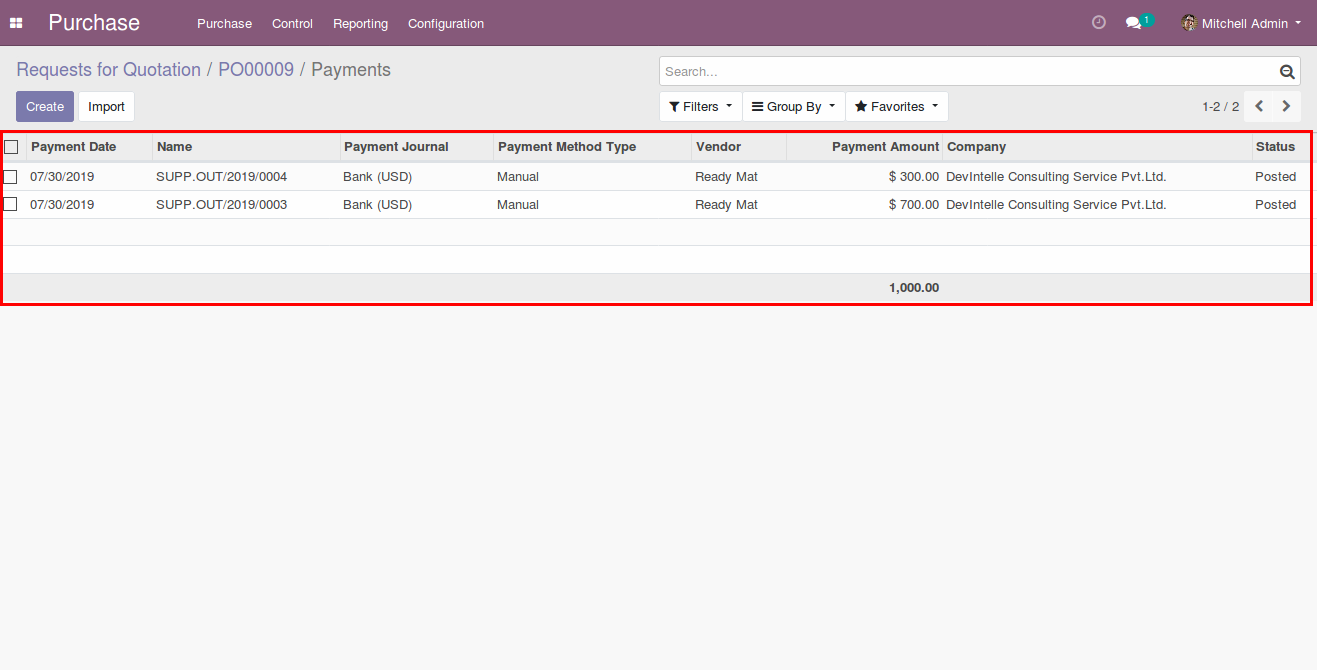 Purchase Purchase Control Reporting Configuration 1 Mitchell Admin
Requests for Quotation / PO00009 / Payments Search...
Create Import Filters Group By Favorites 1-2 / 2
Payment Date Name Payment Journal Payment Method Type Vendor Payment Amount Company Status
07/30/2019 SUPP.OUT/2019/0004 Bank (USD) Manual Ready Mat $ 300.00 DevIntelle Consulting Service Pvt.Ltd. Posted
07/30/2019 SUPP.OUT/2019/0003 Bank (USD) Manual Ready Mat $ 700.00 DevIntelle Consulting Service Pvt.Ltd. Posted
1,000.00